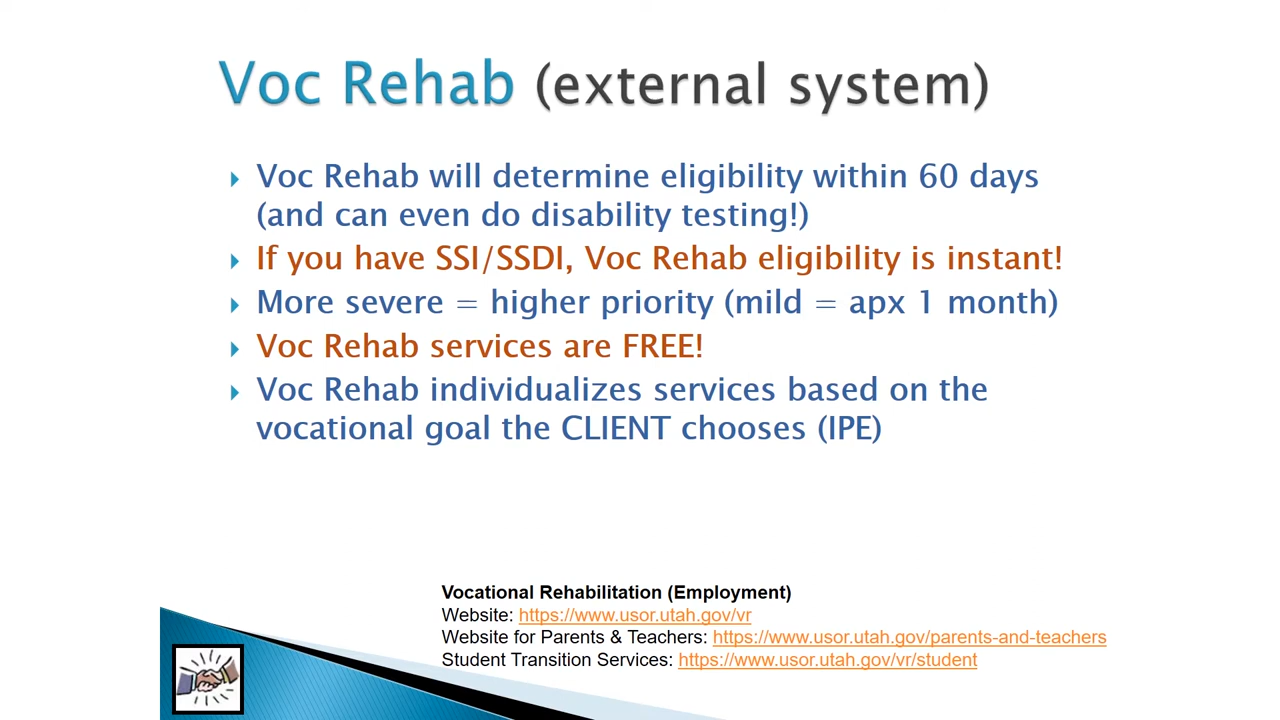 Voc Rehab (external system)
Voc Rehab will determine eligibility within 60 days
(and can even do disability testing!)
If you have SSI/SSDI, Voc Rehab eligibility is instant!
More severe = higher priority (mild = apx 1 month)
Voc Rehab services are FREE!
Voc Rehab individualizes services based on the
vocational goal the CLIENT chooses (IPE)
Vocational Rehabilitation (Employment)
Website: https://www.usor.utah.gov/vr
Website for Parents & Teachers: https://www.usor.utah.gov/parents-and-teachers
Student Transition Services: https://www.usor.utah.gov/vr/student